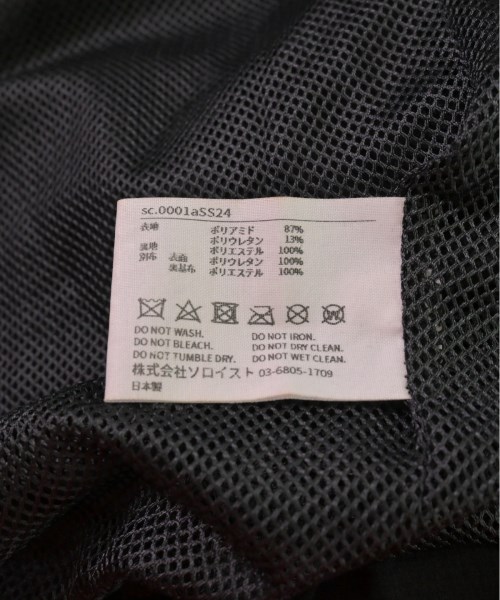 sc.0001aSS24
表地 ポリアミド 87%
ポリウレタン 13%
裏地 ポリエステル 100%
別布 表面 ポリウレタン 100%
裏基布 ポリエステル 100%
DO NOT WASH. DO NOT IRON.
DO NOT BLEACH. DO NOT DRY CLEAN.
DO NOT TUMBLE DRY. DO NOT WET CLEAN.
株式会社ソロイスト 03-6805-1709
日本製